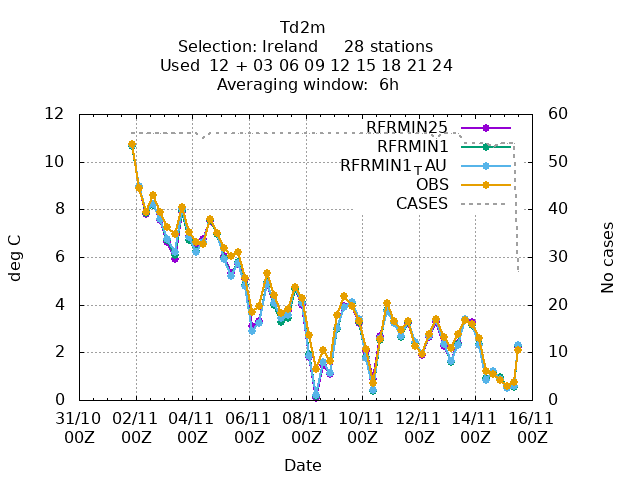 Td2m
Selection: Ireland     28 stations
Used  12 + 03 06 09 12 15 18 21 24
Averaging window:  6h
12
10
8
6
4
2
0
deg C
60
50
40
30
20
10
0
No cases
RFRMIN25
RFRMIN1
RFRMIN1TAU
OBS
CASES
31/10 02/11 04/11 06/11 08/11 10/11 12/11 14/11 16/11
00Z 00Z 00Z 00Z 00Z 00Z 00Z 00Z 00Z
Date